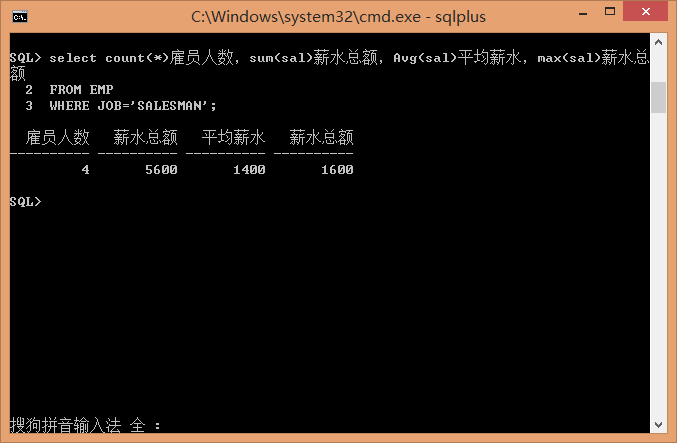 C:\Windows\system32\cmd.exe - sqlplus
SQL> select count(*)雇员人数, sum(sal)薪水总额, Avg(sal)平均薪水, max(sal)薪水总
额
2 FROM EMP
3 WHERE JOB='SALESMAN';
雇员人数 薪水总额 平均薪水 薪水总额
---------- ---------- ---------- ----------
4 5600 1400 1600
SQL>
搜狗拼音输入法 全 :